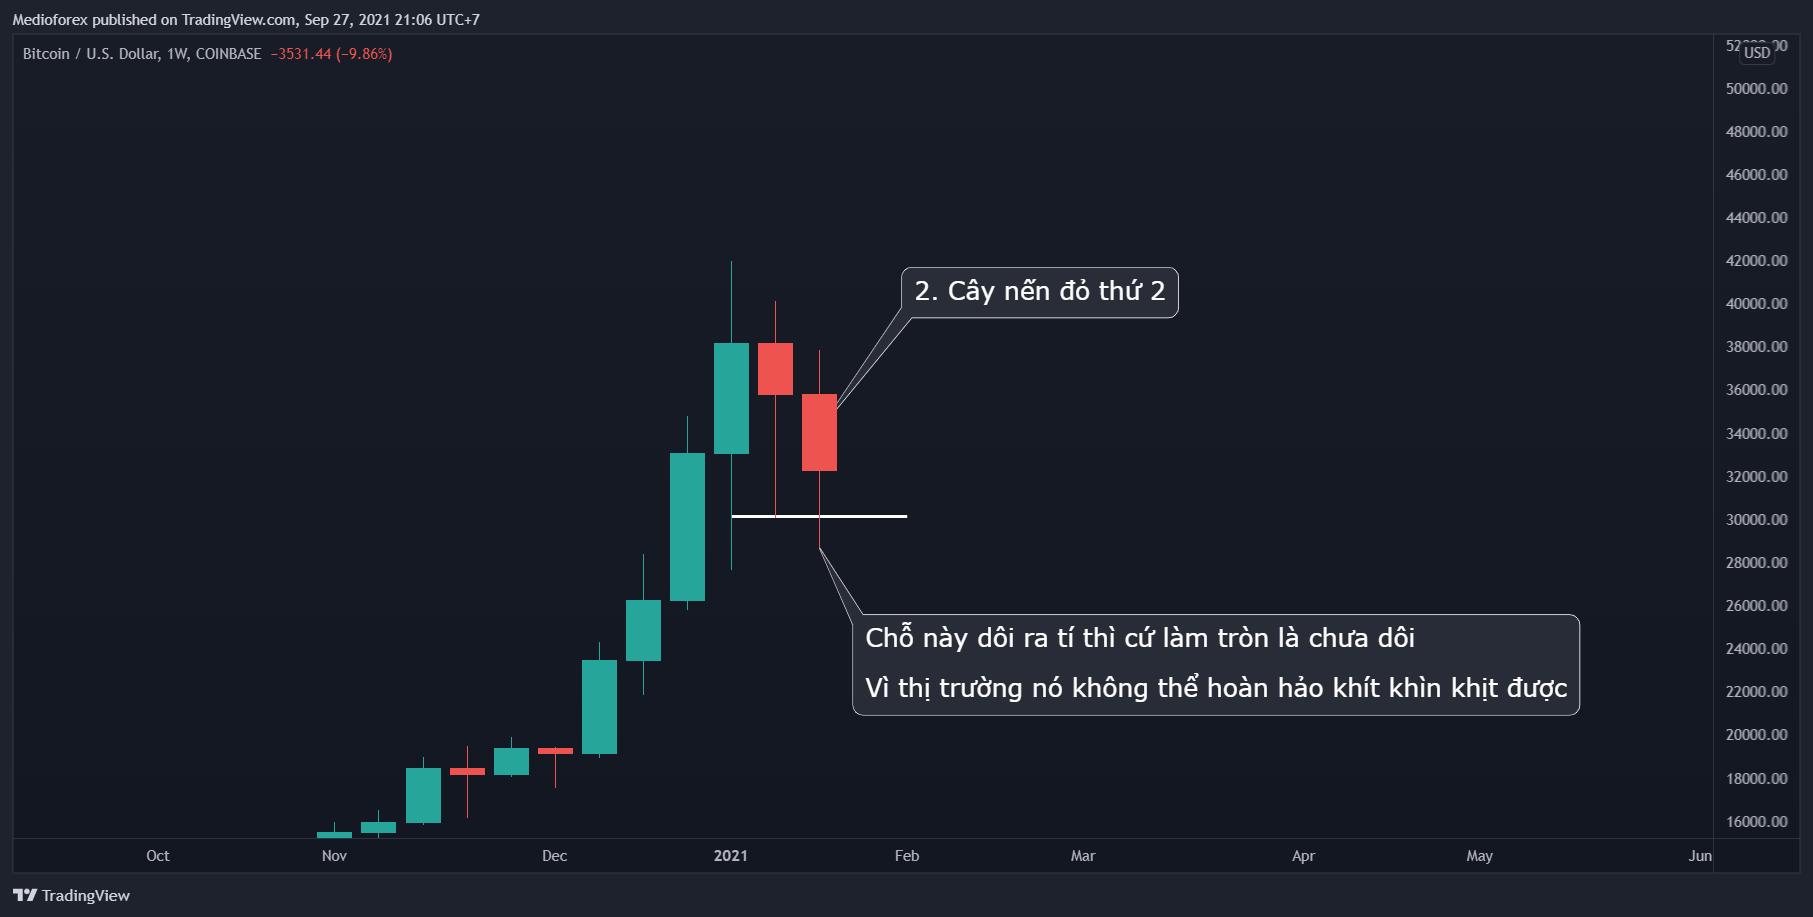 Medioforex published on TradingView.com, Sep 27, 2021 21:06 UTC+7
Bitcoin / U.S. Dollar, 1W, COINBASE −3531.44 (−9.86%)
USD
50000.00
48000.00
46000.00
44000.00
42000.00
40000.00
38000.00
36000.00
34000.00
32000.00
30000.00
28000.00
26000.00
24000.00
22000.00
20000.00
18000.00
16000.00
2. Cây nến đỏ thứ 2
Chỗ này dôi ra tí thì cứ làm tròn là chưa dôi
Vì thị trường nó không thể hoàn hảo khít khìn khịt được
Oct Nov Dec 2021 Feb Mar Apr May Jun
TradingView